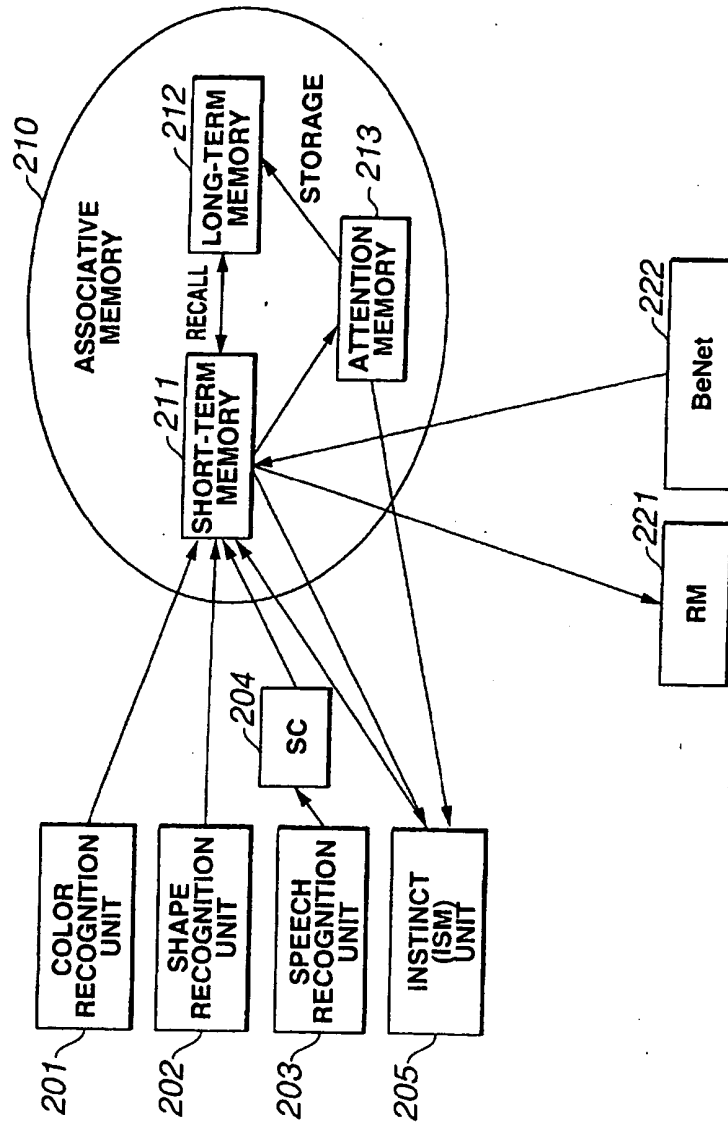 210
ASSOCIATIVE
MEMORY
211
SHORT-TERM
MEMORY
RECALL
212
LONG-TERM
MEMORY
STORAGE
213
ATTENTION
MEMORY
201
COLOR
RECOGNITION
UNIT
202
SHAPE
RECOGNITION
UNIT
203
SPEECH
RECOGNITION
UNIT
204
SC
205
INSTINCT
(ISM)
UNIT
221
RM
222
BeNet